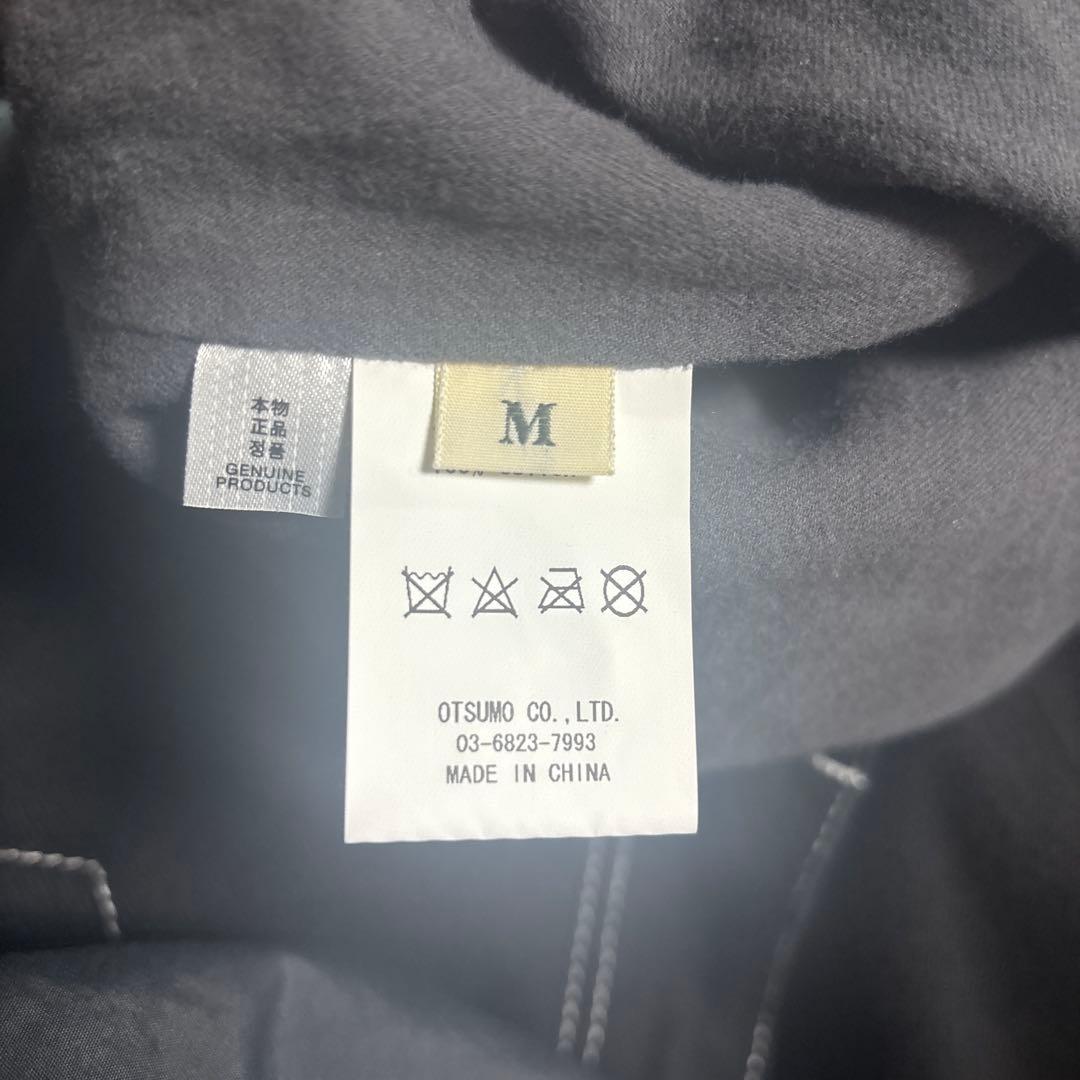 本物
正品
정품
GENUINE
PRODUCTS
M
OTSUMO CO.,LTD.
03-6823-7993
MADE IN CHINA